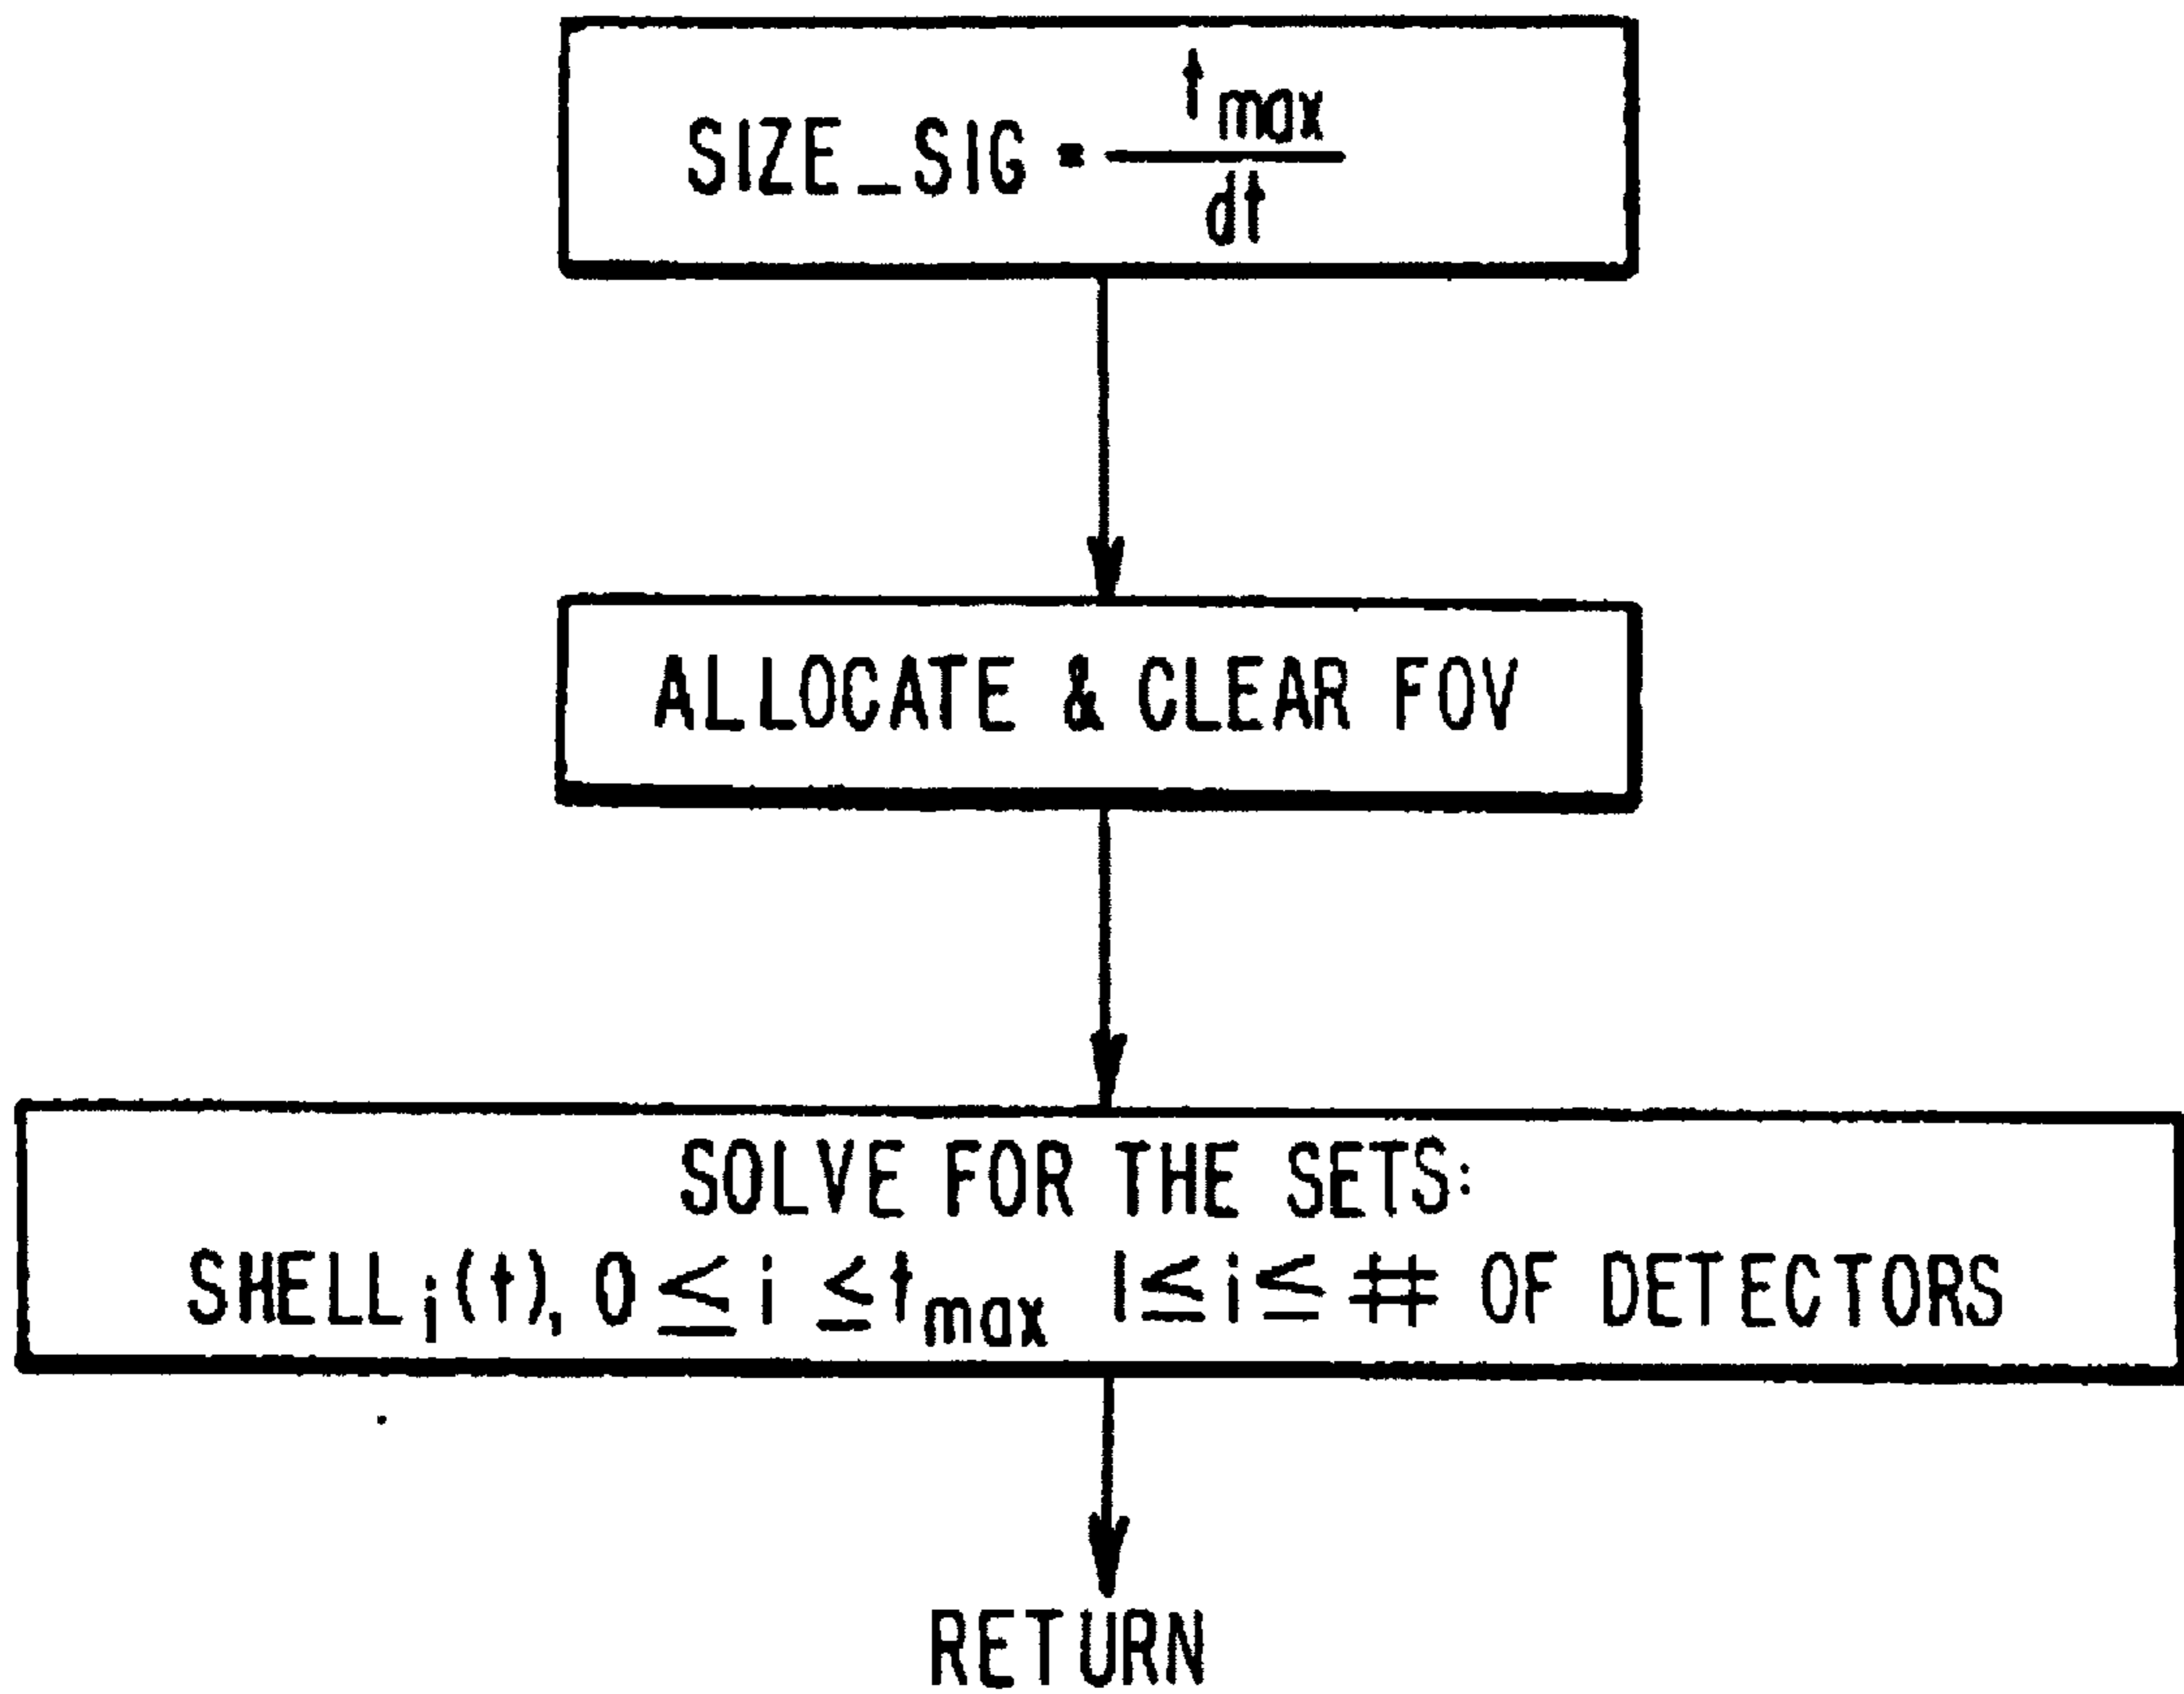 SIZE_SIG = t_max / dt
ALLOCATE & CLEAR FOV
SOLVE FOR THE SETS:
SHELL_i(t), 0 ≤ i ≤ t_max 1 ≤ i ≤ # OF DETECTORS
RETURN